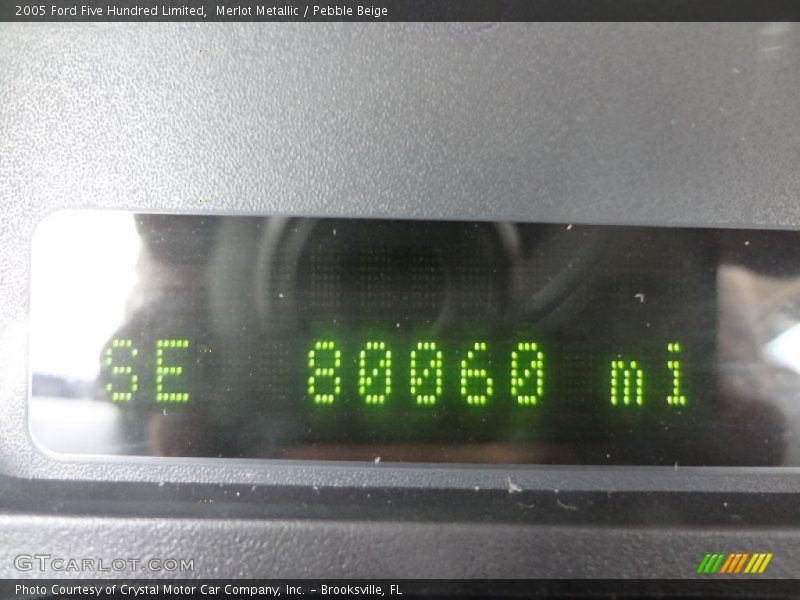 2005 Ford Five Hundred Limited,  Merlot Metallic / Pebble Beige
SE 80060 mi
GTCARLOT.COM
Photo Courtesy of Crystal Motor Car Company, Inc. – Brooksville, FL